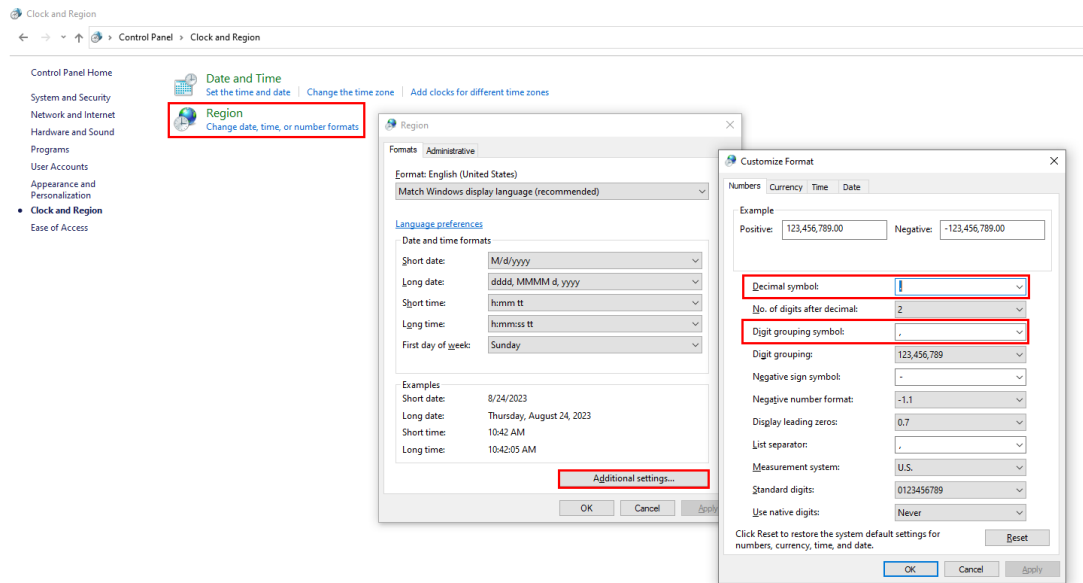 Clock and Region
Control Panel > Clock and Region
Control Panel Home
System and Security
Network and Internet
Hardware and Sound
Programs
User Accounts
Appearance and
Personalization
Clock and Region
Ease of Access
Date and Time
Set the time and date | Change the time zone | Add clocks for different time zones
Region
Change date, time, or number formats
Region
Formats Administrative
Format: English (United States)
Match Windows display language (recommended)
Language preferences
Date and time formats
Short date: M/d/yyyy
Long date: dddd, MMMM d, yyyy
Short time: h:mm tt
Long time: h:mm:ss tt
First day of week: Sunday
Examples
Short date: 8/24/2023
Long date: Thursday, August 24, 2023
Short time: 10:42 AM
Long time: 10:42:05 AM
Additional settings...
OK Cancel Apply
Customize Format
Numbers Currency Time Date
Example
Positive: 123,456,789.00 Negative: -123,456,789.00
Decimal symbol: .
No. of digits after decimal: 2
Digit grouping symbol: ,
Digit grouping: 123,456,789
Negative sign symbol: -
Negative number format: -1.1
Display leading zeros: 0.7
List separator: ,
Measurement system: U.S.
Standard digits: 0123456789
Use native digits: Never
Click Reset to restore the system default settings for
numbers, currency, time, and date.
Reset
OK Cancel Apply